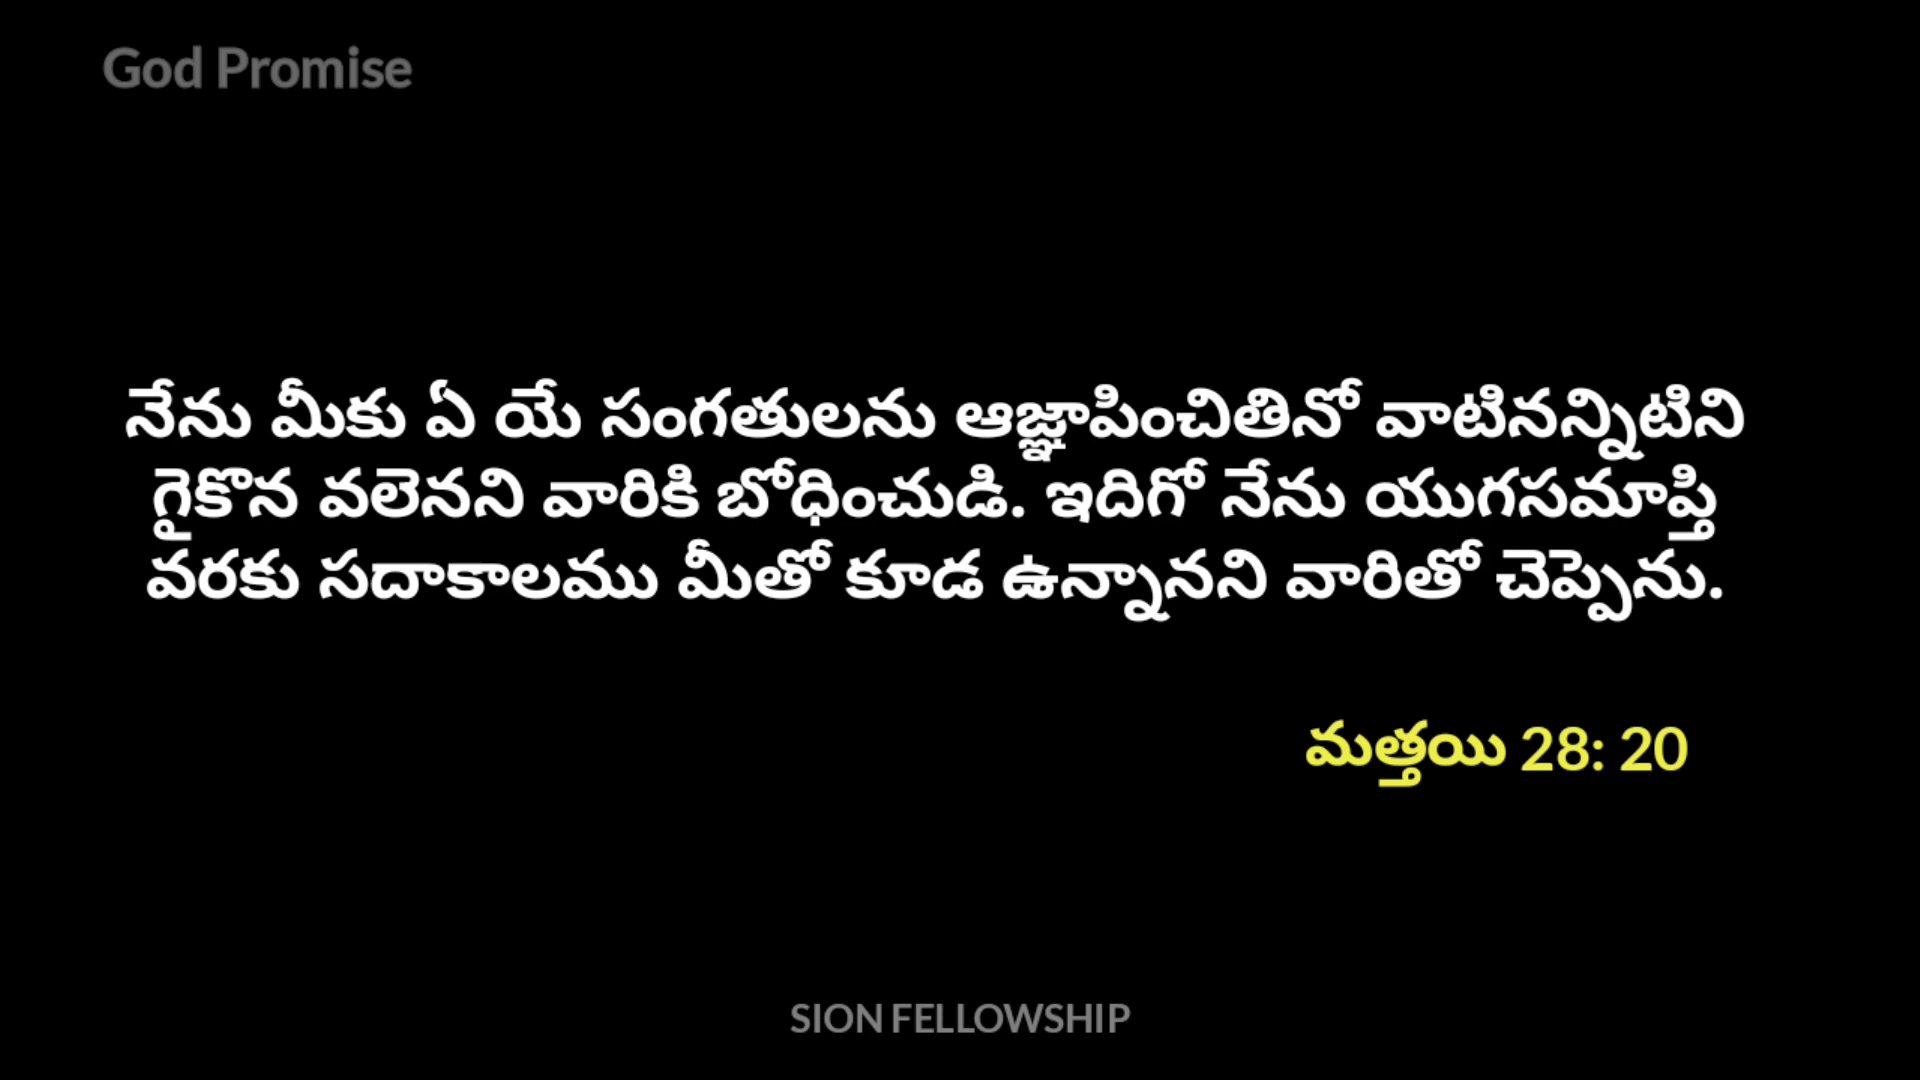 God Promise
నేను మీకు ఏ యే సంగతులను ఆజ్ఞాపించితినో వాటినన్నిటిని
గైకొన వలెనని వారికి బోధించుడి. ఇదిగో నేను యుగసమాప్తి
వరకు సదాకాలము మీతో కూడ ఉన్నానని వారితో చెప్పెను.
మత్తయి 28: 20
SION FELLOWSHIP